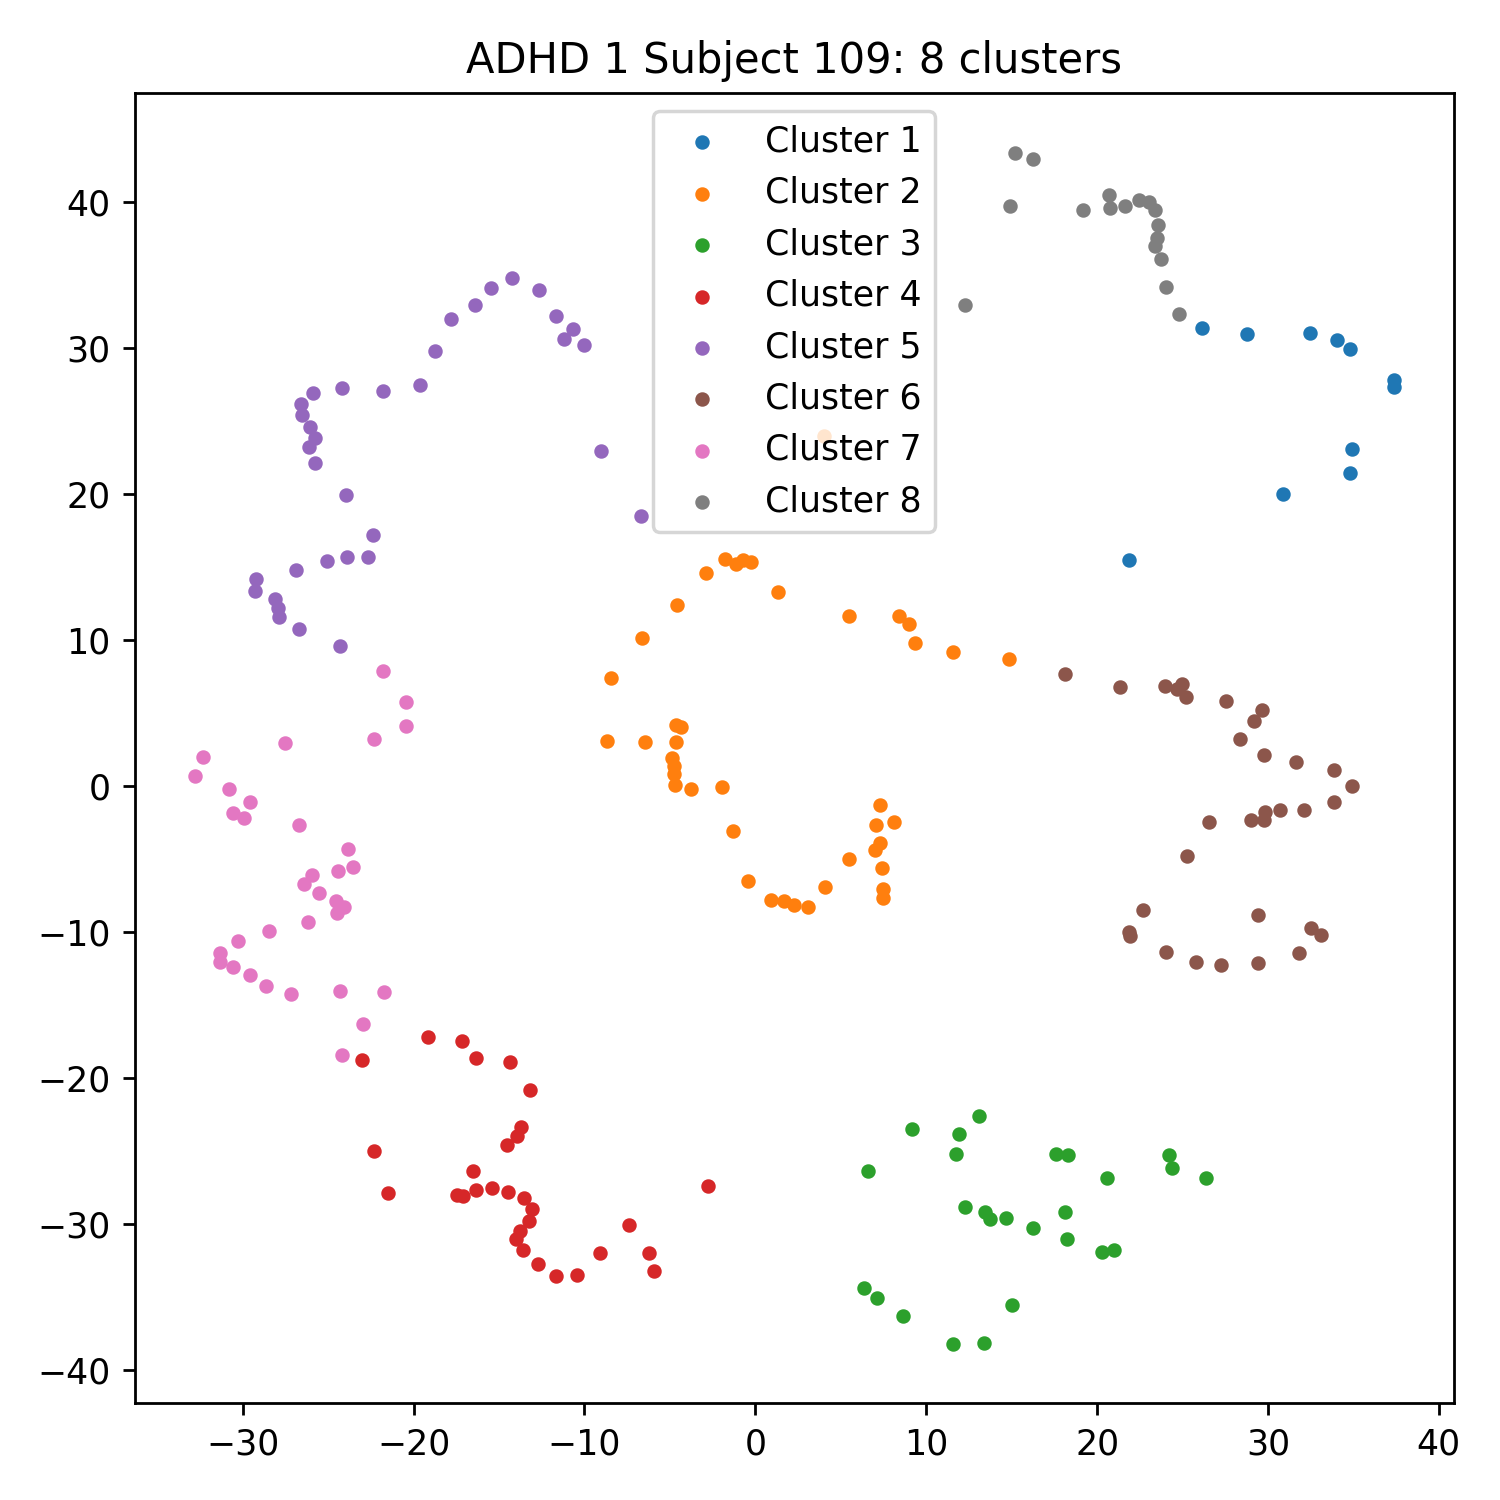 ADHD 1 Subject 109: 8 clusters
Cluster 1
Cluster 2
Cluster 3
Cluster 4
Cluster 5
Cluster 6
Cluster 7
Cluster 8
40
30
20
10
0
−10
−20
−30
−40
−30 −20 −10 0 10 20 30 40